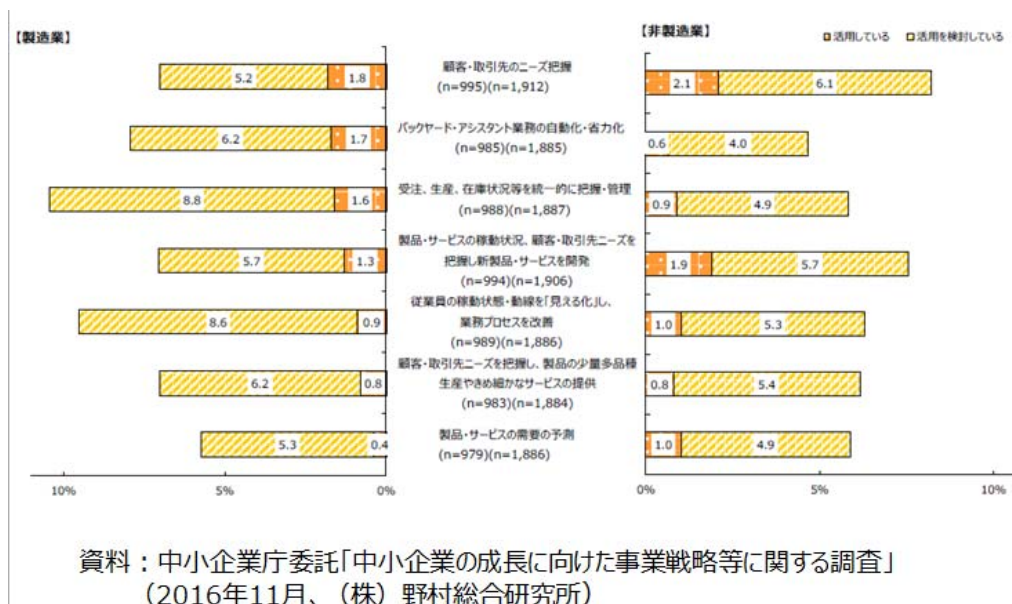 【製造業】
【非製造業】
活用している 活用を検討している
顧客・取引先のニーズ把握
(n=995)(n=1,912)
5.2 1.8
2.1 6.1
バックヤード・アシスタント業務の自動化・省力化
(n=985)(n=1,885)
6.2 1.7
0.6 4.0
受注、生産、在庫状況等を統一的に把握・管理
(n=988)(n=1,887)
8.8 1.6
0.9 4.9
製品・サービスの稼動状況、顧客・取引先ニーズを
把握し新製品・サービスを開発
(n=994)(n=1,906)
5.7 1.3
1.9 5.7
従業員の稼動状態・動線を「見える化」し、
業務プロセスを改善
(n=989)(n=1,886)
8.6 0.9
1.0 5.3
顧客・取引先ニーズを把握し、製品の少量多品種
生産やきめ細かなサービスの提供
(n=983)(n=1,884)
6.2 0.8
0.8 5.4
製品・サービスの需要の予測
(n=979)(n=1,886)
5.3 0.4
1.0 4.9
10% 5% 0%
0% 5% 10%
資料：中小企業庁委託「中小企業の成長に向けた事業戦略等に関する調査」
（2016年11月、（株）野村総合研究所）